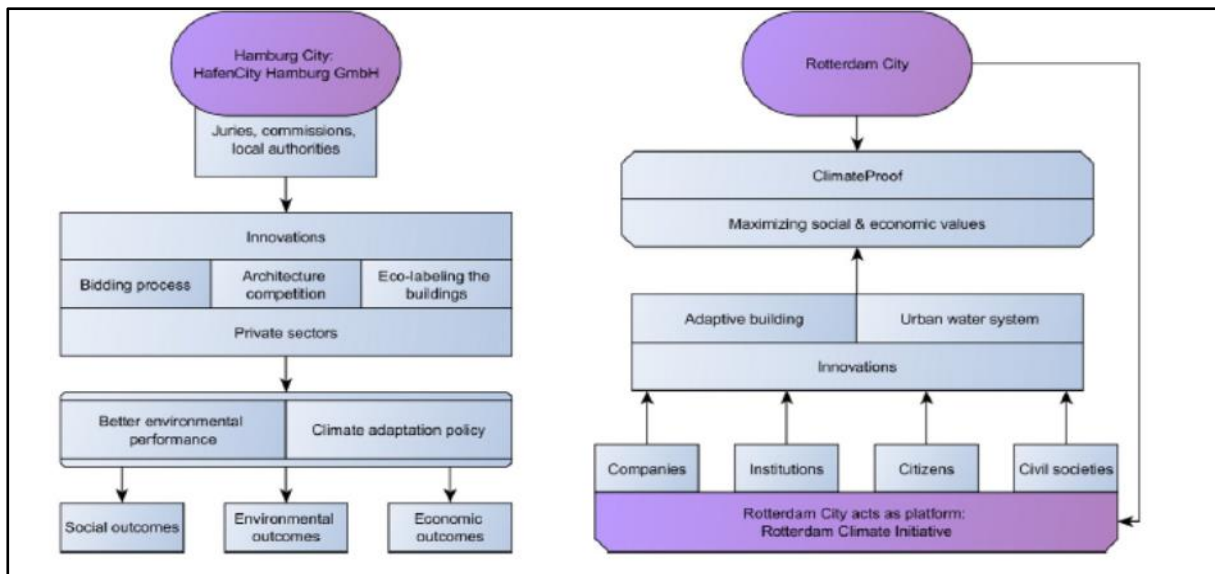 Hamburg City:
HafenCity Hamburg GmbH
Juries, commissions,
local authorities
Innovations
Bidding process
Architecture
competition
Eco-labeling the
buildings
Private sectors
Better environmental
performance
Climate adaptation policy
Social outcomes
Environmental
outcomes
Economic
outcomes
Rotterdam City
ClimateProof
Maximizing social & economic values
Adaptive building
Urban water system
Innovations
Companies
Institutions
Citizens
Civil societies
Rotterdam City acts as platform:
Rotterdam Climate Initiative